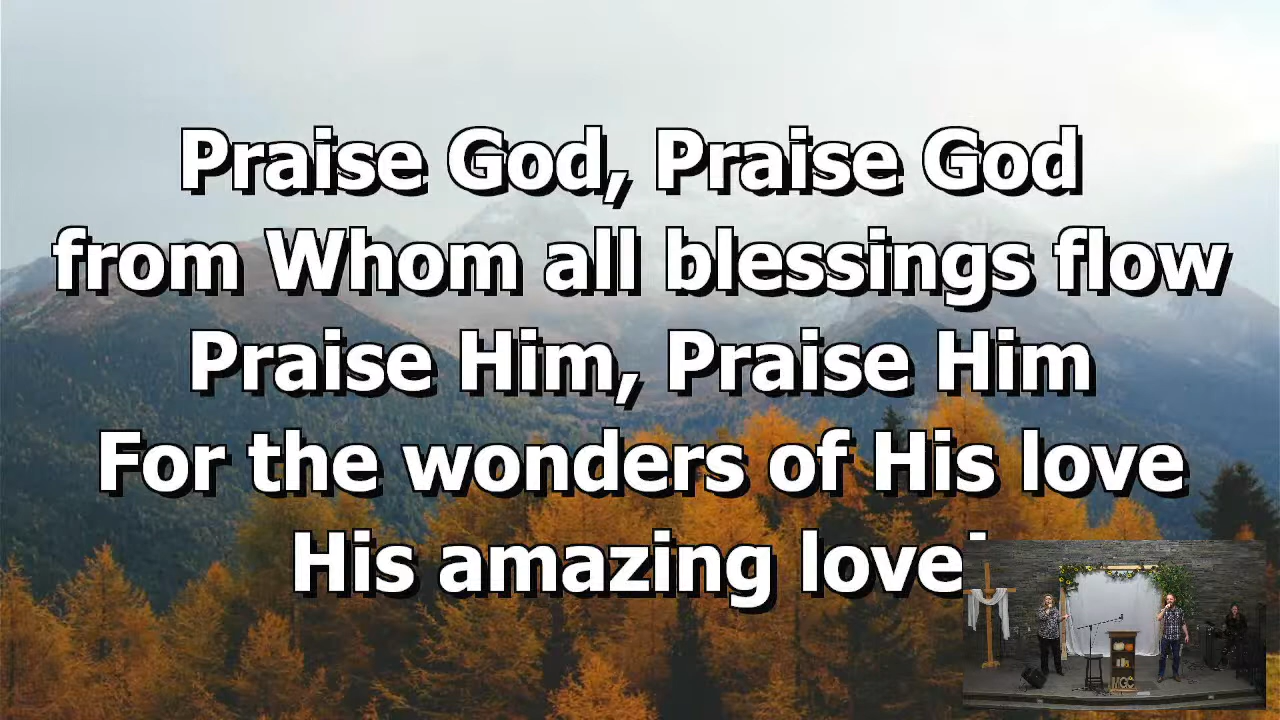 Praise God, Praise God
from Whom all blessings flow
Praise Him, Praise Him
For the wonders of His love
His amazing love
MGC